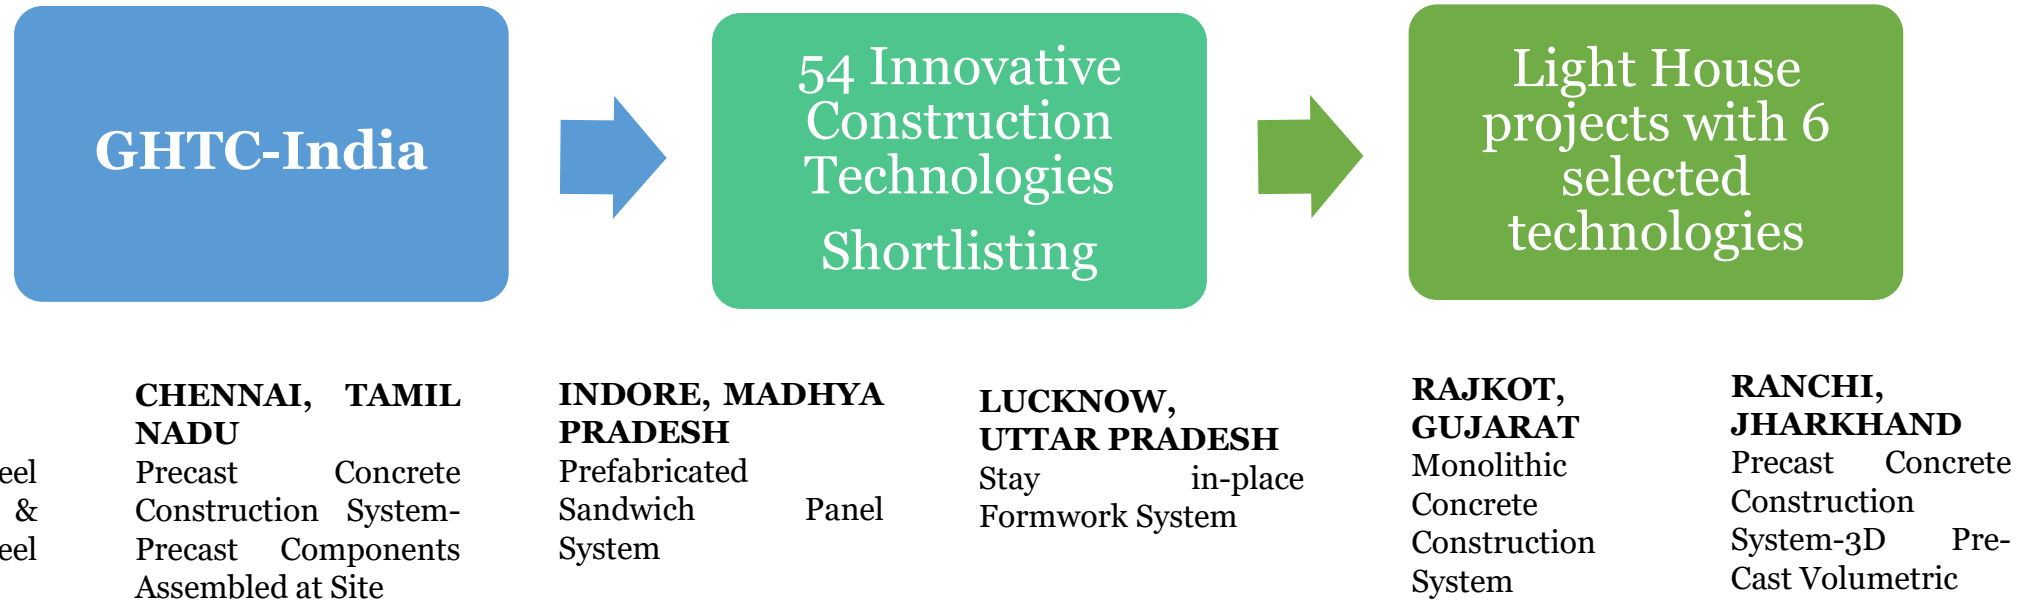 GHTC-India
54 Innovative
Construction
Technologies
Shortlisting
Light House
projects with 6
selected
technologies
&
CHENNAI, TAMIL
NADU
Precast Concrete
Construction System-
Precast Components
Assembled at Site
INDORE, MADHYA
PRADESH
Prefabricated
Sandwich Panel
System
LUCKNOW,
UTTAR PRADESH
Stay in-place
Formwork System
RAJKOT,
GUJARAT
Monolithic
Concrete
Construction
System
RANCHI,
JHARKHAND
Precast Concrete
Construction
System-3D Pre-
Cast Volumetric